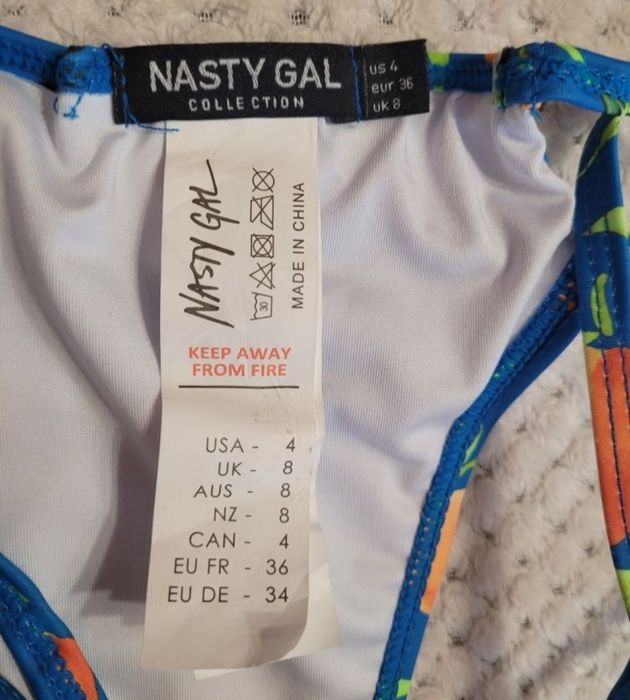 NASTY GAL
COLLECTION
US 4
eur 36
uk 8
NASTY GAL
30
MADE IN CHINA
KEEP AWAY
FROM FIRE
USA - 4
UK - 8
AUS - 8
NZ - 8
CAN - 4
EU FR - 36
EU DE - 34